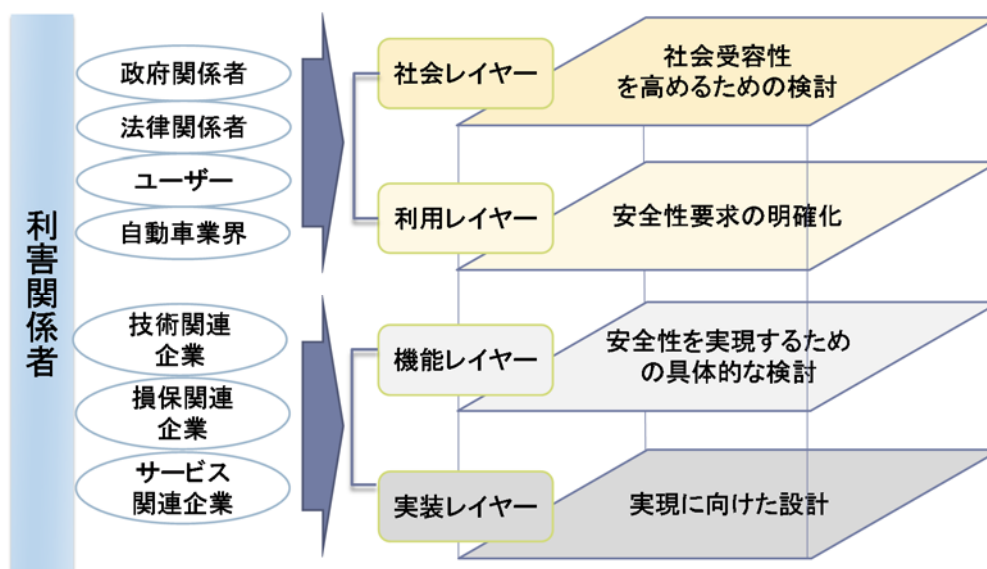 利害関係者
政府関係者
法律関係者
ユーザー
自動車業界
技術関連
企業
損保関連
企業
サービス
関連企業
社会レイヤー
社会受容性
を高めるための検討
利用レイヤー
安全性要求の明確化
機能レイヤー
安全性を実現するため
の具体的な検討
実装レイヤー
実現に向けた設計